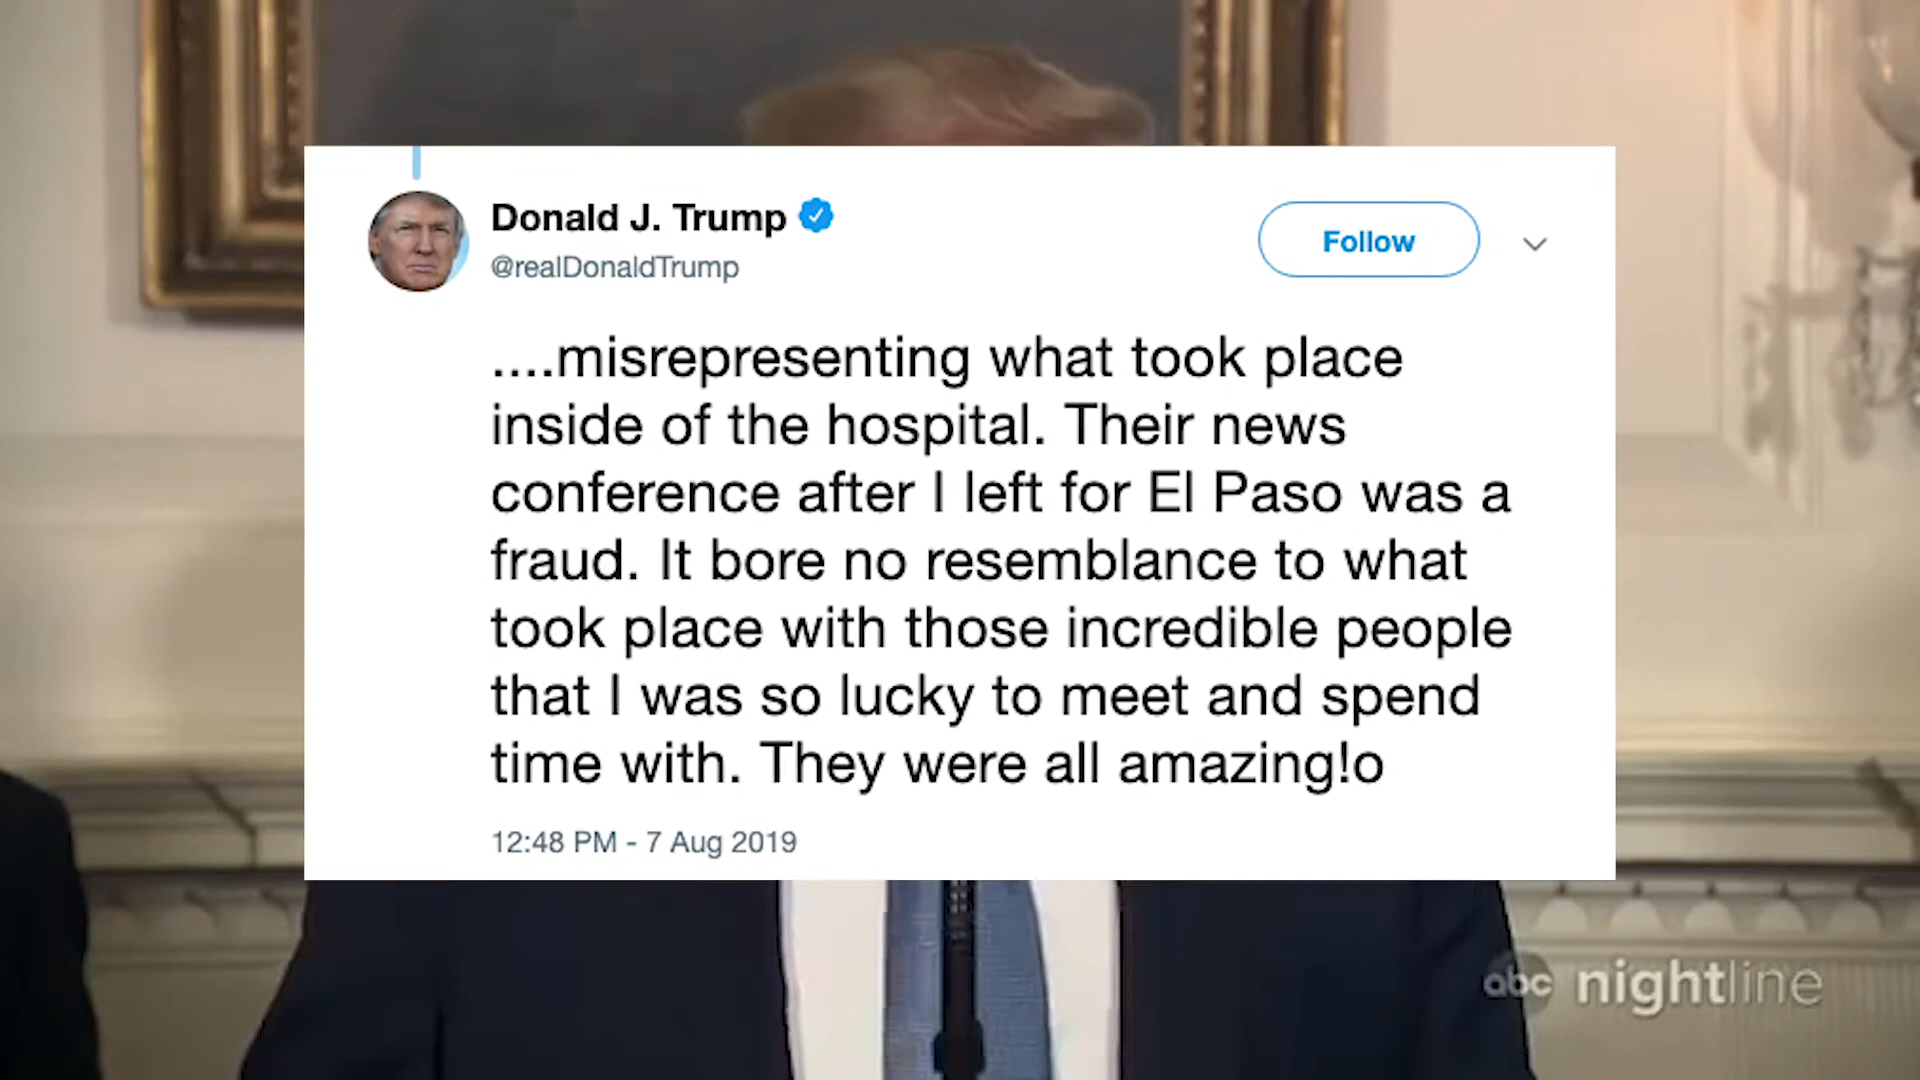 Donald J. Trump
@realDonaldTrump
Follow
....misrepresenting what took place
inside of the hospital. Their news
conference after I left for El Paso was a
fraud. It bore no resemblance to what
took place with those incredible people
that I was so lucky to meet and spend
time with. They were all amazing!o
12:48 PM - 7 Aug 2019
abc nightline